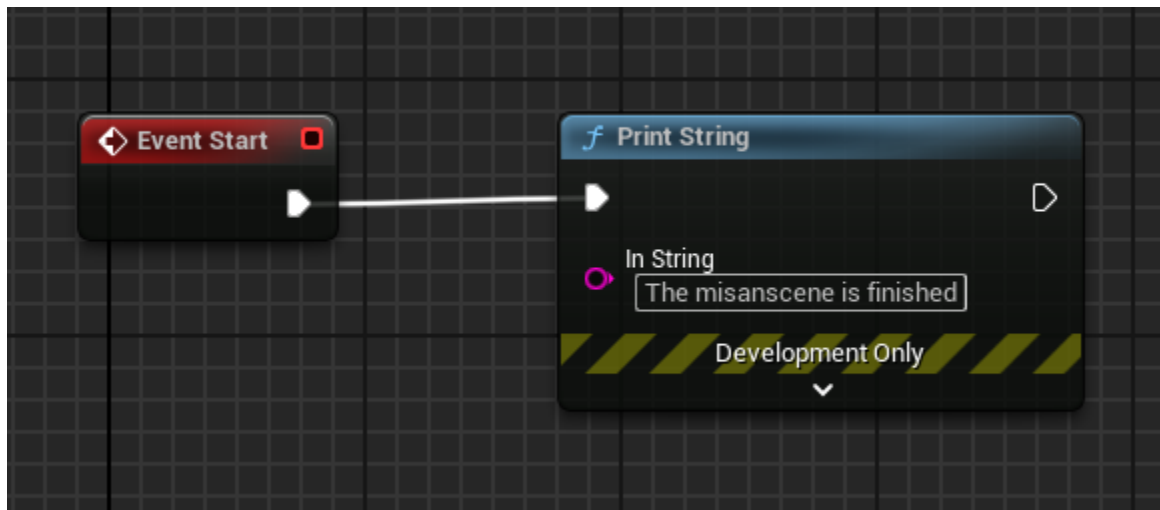 Event Start
Print String
In String
The misanscene is finished
Development Only